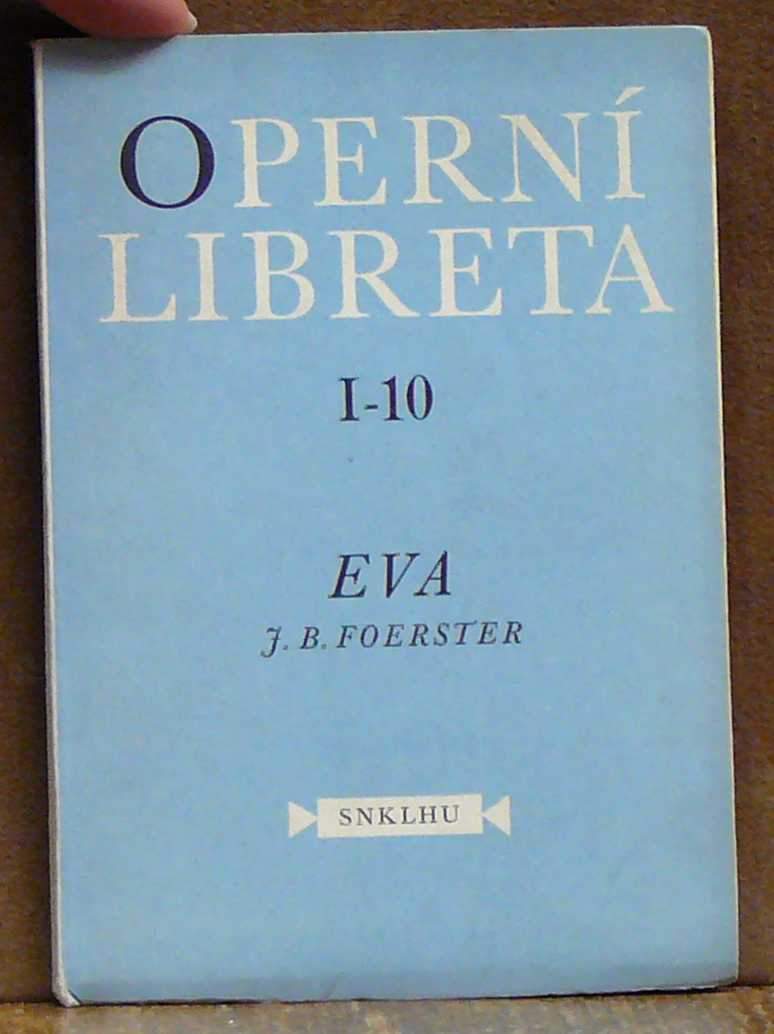 OPERNÍ
LIBRETA
I-10
EVA
J. B. FOERSTER
SNKLHU